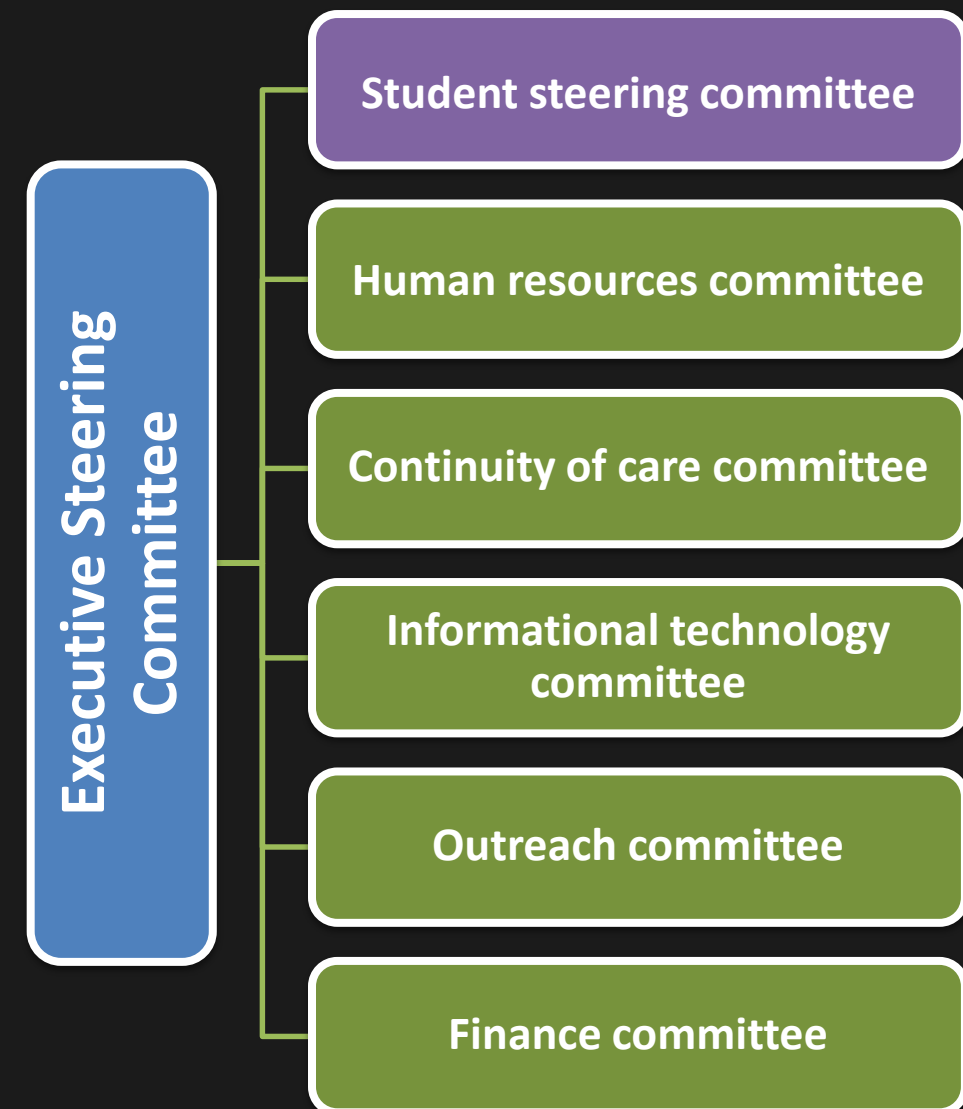 Executive Steering
Committee
Student steering committee
Human resources committee
Continuity of care committee
Informational technology
committee
Outreach committee
Finance committee